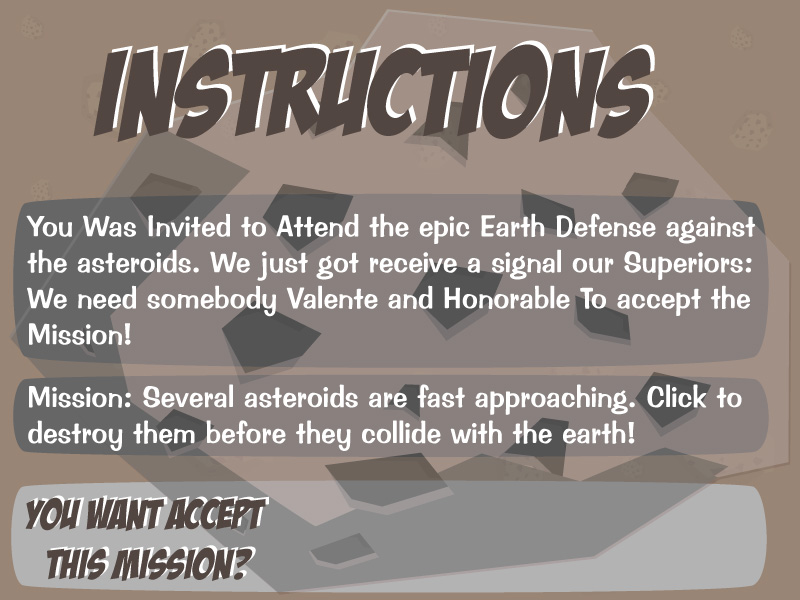 INSTRUCTIONS
You Was Invited to Attend the epic Earth Defense against
the asteroids. We just got receive a signal our Superiors:
We need somebody Valente and Honorable To accept the
Mission!
Mission: Several asteroids are fast approaching. Click to
destroy them before they collide with the earth!
YOU WANT ACCEPT
THIS MISSION?